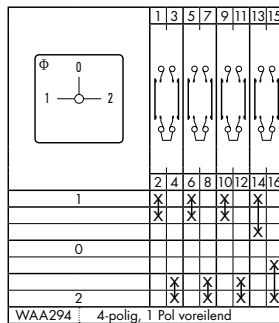 1 3 5 7 9 11 13 15
Φ 0
1 2
2 4 6 8 10 12 14 16
1 X X X X
X X X
X
0
X
X X X
2 X X X X
WAA294 4-polig, 1 Pol voreilend